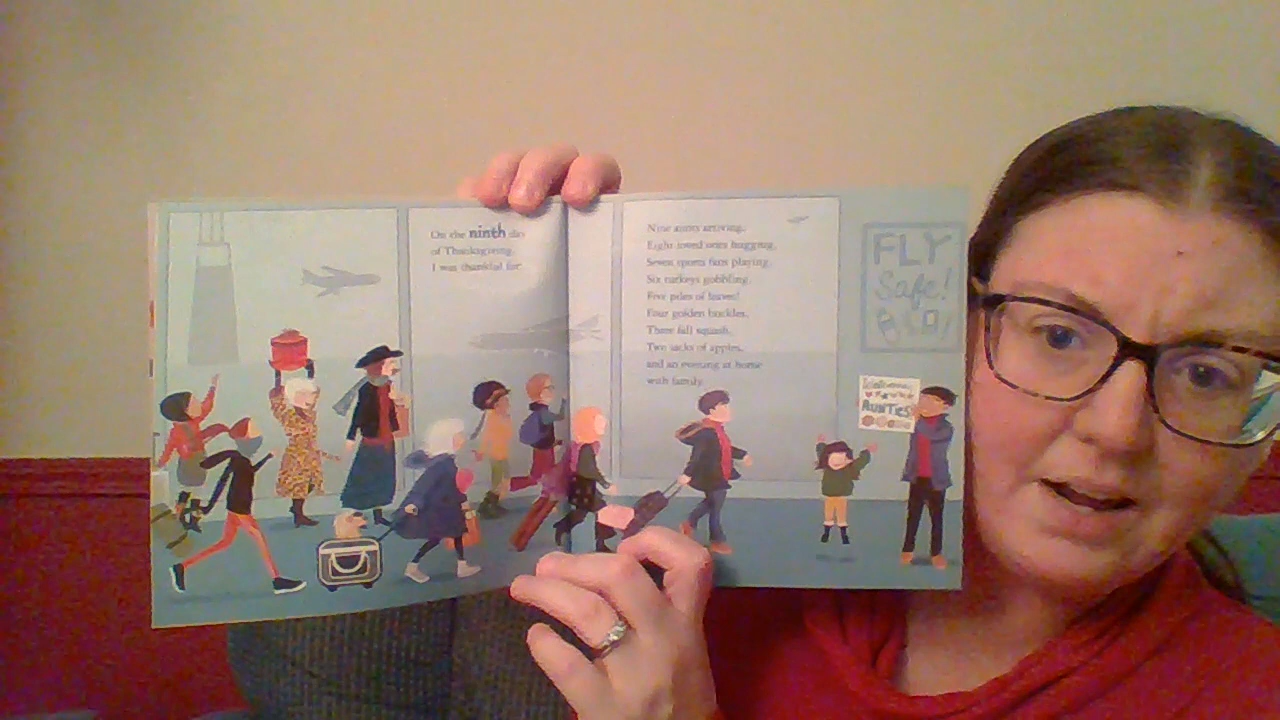 On the ninth day
of Thanksgiving,
I was thankful for
Nine aunts arriving,
Eight loved ones hugging,
Seven sports fans playing,
Six turkeys gobbling,
Five piles of leaves!
Four golden buckles,
Three fall squash,
Two sacks of apples,
and an evening at home
with family.
FLY
Safe!
Welcome
AUNTIES